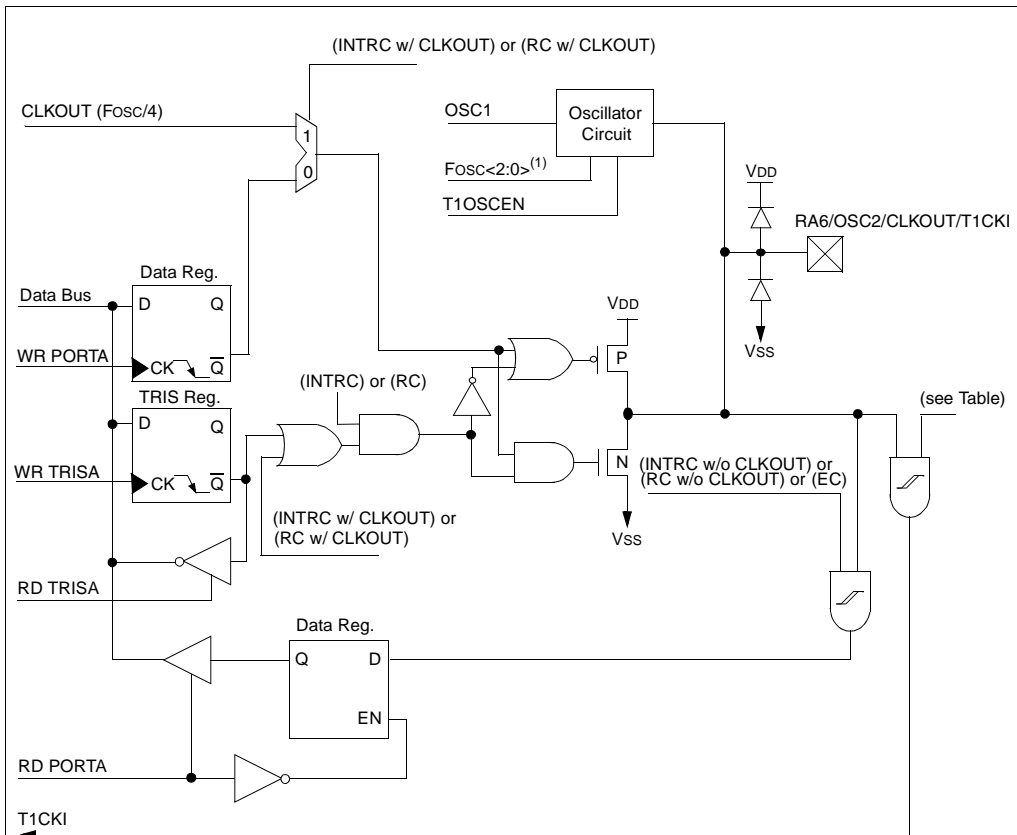 (INTRC w/ CLKOUT) or (RC w/ CLKOUT)
CLKOUT (FOSC/4)
1
0
OSC1
Oscillator
Circuit
FOSC<2:0>(1)
T1OSCEN
VDD
RA6/OSC2/CLKOUT/T1CKI
VSS
Data Reg.
Data Bus
D
Q
WR PORTA
CK
Q̅
VDD
P
(INTRC) or (RC)
TRIS Reg.
D
Q
WR TRISA
CK
Q̅
N
VSS
(see Table)
(INTRC w/o CLKOUT) or
(RC w/o CLKOUT) or (EC)
(INTRC w/ CLKOUT) or
(RC w/ CLKOUT)
RD TRISA
Data Reg.
Q
D
EN
RD PORTA
T1CKI